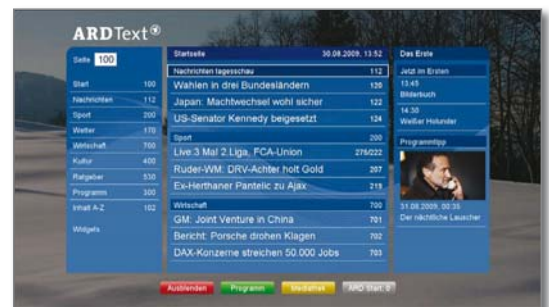 ARD Text
Seite 100
Start 100
Nachrichten 112
Sport 200
Wetter 170
Wirtschaft 700
Kultur 400
Ratgeber 530
Programm 300
Inhalt A-Z 102
Widgets
Startseite 30.08.2009, 13:52
Nachrichten tagesschau 112
Wahlen in drei Bundesländern 120
Japan: Machtwechsel wohl sicher 122
US-Senator Kennedy beigesetzt 124
Sport 200
Live:3 Mal 2.Liga, FCA-Union 276/222
Ruder-WM: DRV-Achter holt Gold 207
Ex-Herthaner Pantelic zu Ajax 213
Wirtschaft 700
GM: Joint Venture in China 701
Bericht: Porsche drohen Klagen 702
DAX-Konzerne streichen 50.000 Jobs 703
Das Erste
Jetzt im Ersten
13:45
Bilderbuch
14:30
Weißer Holunder
Programmtipp
31.08.2009, 00:35
Der nächtliche Lauscher
Ausblenden
Programm
Mediathek
ARD Start: 0